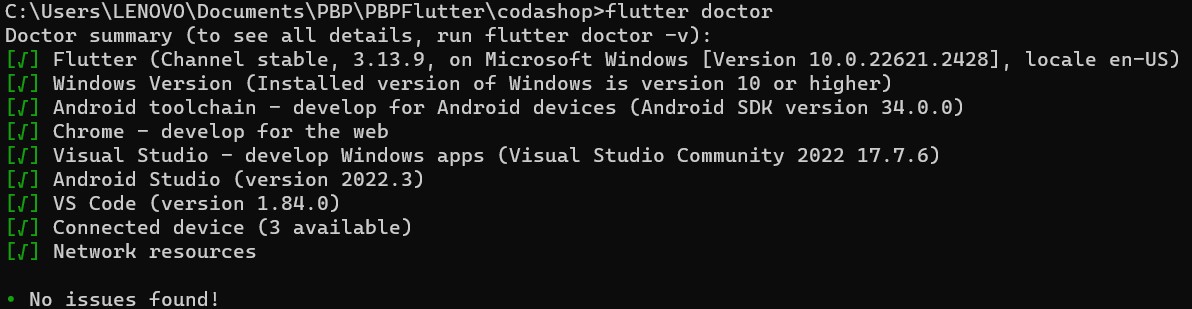 C:\Users\LENOVO\Documents\PBP\PBPFlutter\codashop>flutter doctor
Doctor summary (to see all details, run flutter doctor -v):
[√] Flutter (Channel stable, 3.13.9, on Microsoft Windows [Version 10.0.22621.2428], locale en-US)
[√] Windows Version (Installed version of Windows is version 10 or higher)
[√] Android toolchain - develop for Android devices (Android SDK version 34.0.0)
[√] Chrome - develop for the web
[√] Visual Studio - develop Windows apps (Visual Studio Community 2022 17.7.6)
[√] Android Studio (version 2022.3)
[√] VS Code (version 1.84.0)
[√] Connected device (3 available)
[√] Network resources
• No issues found!